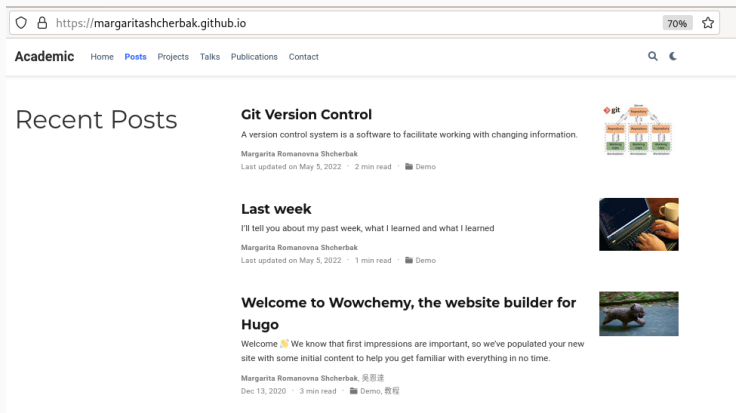 https://margaritashcherbak.github.io
70%
Academic Home Posts Projects Talks Publications Contact
Recent Posts
Git Version Control
A version control system is a software to facilitate working with changing information.
Margarita Romanovna Shcherbak
Last updated on May 5, 2022 · 2 min read · Demo
git
Last week
I'll tell you about my past week, what I learned and what I learned
Margarita Romanovna Shcherbak
Last updated on May 5, 2022 · 1 min read · Demo
Welcome to Wowchemy, the website builder for
Hugo
Welcome 👋 We know that first impressions are important, so we've populated your new
site with some initial content to help you get familiar with everything in no time.
Margarita Romanovna Shcherbak, 吳恩達
Dec 13, 2020 · 3 min read · Demo, 教程